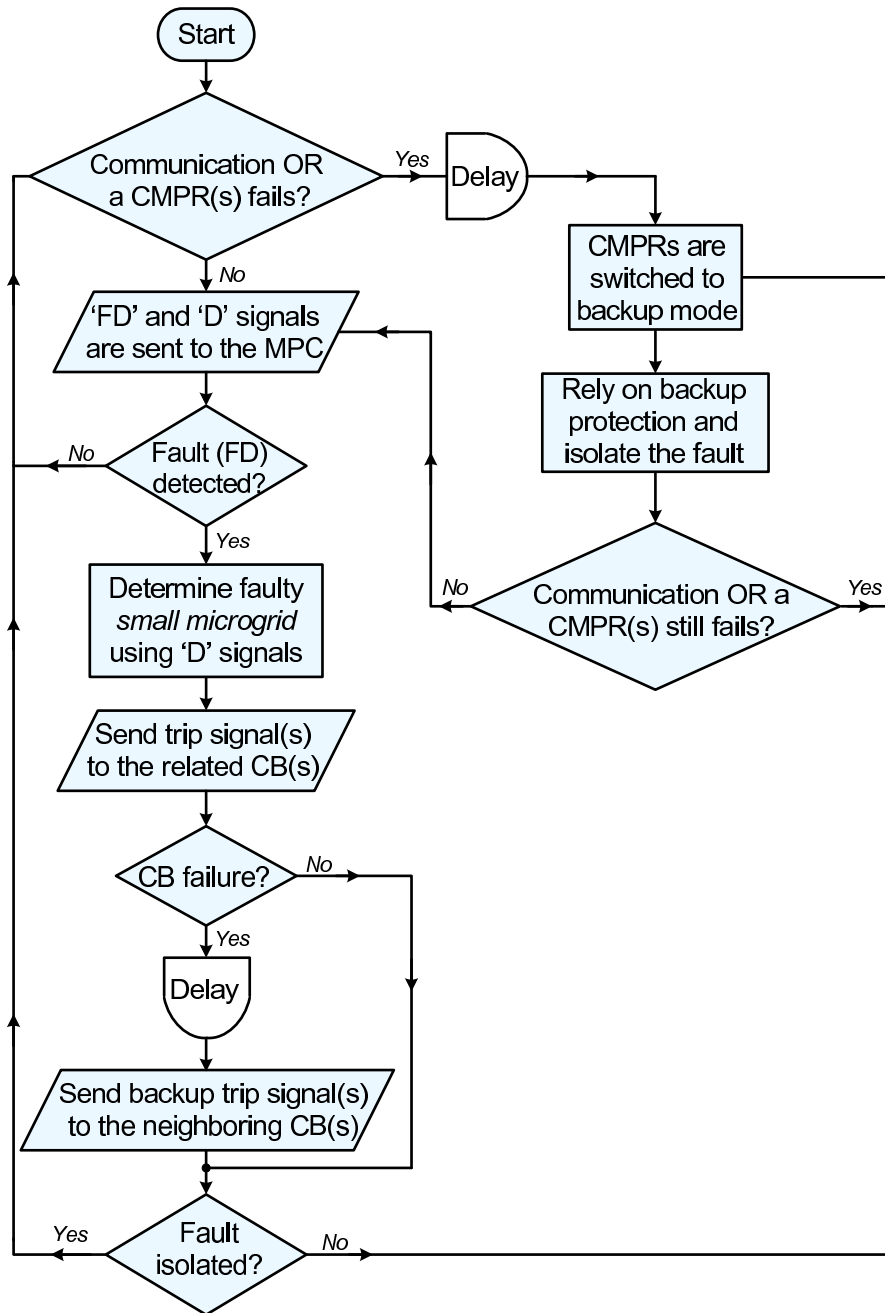 Start
Communication OR
a CMPR(s) fails?
Yes
Delay
No
CMPRs are
switched to
backup mode
‘FD’ and ‘D’ signals
are sent to the MPC
Rely on backup
protection and
isolate the fault
No
Fault (FD)
detected?
Yes
Communication OR a
CMPR(s) still fails?
No
Yes
Determine faulty
small microgrid
using ‘D’ signals
Send trip signal(s)
to the related CB(s)
CB failure?
No
Yes
Delay
Send backup trip signal(s)
to the neighboring CB(s)
Fault
isolated?
Yes
No